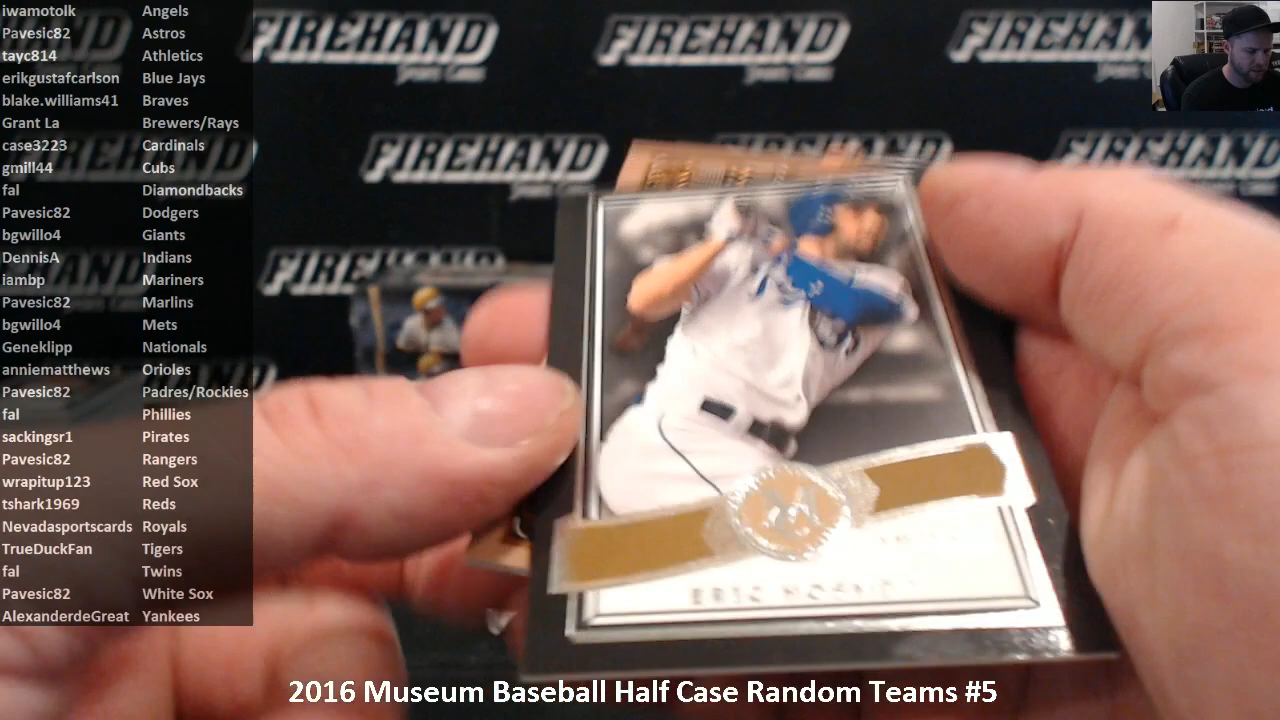 iwamotolk Angels
Pavesic82 Astros
tayc814 Athletics
erikgustafcarlson Blue Jays
blake.williams41 Braves
Grant La Brewers/Rays
case3223 Cardinals
gmill44 Cubs
fal Diamondbacks
Pavesic82 Dodgers
bgwillo4 Giants
DennisA Indians
iambp Mariners
Pavesic82 Marlins
bgwillo4 Mets
Geneklipp Nationals
anniematthews Orioles
Pavesic82 Padres/Rockies
fal Phillies
sackingsr1 Pirates
Pavesic82 Rangers
wrapitup123 Red Sox
tshark1969 Reds
Nevadasportscards Royals
TrueDuckFan Tigers
fal Twins
Pavesic82 White Sox
AlexanderdeGreat Yankees
FIREHAND FIREHAND FIREHAND
FIREHAND FIREHAND
FIREHAND
M
ERIC
2016 Museum Baseball Half Case Random Teams #5